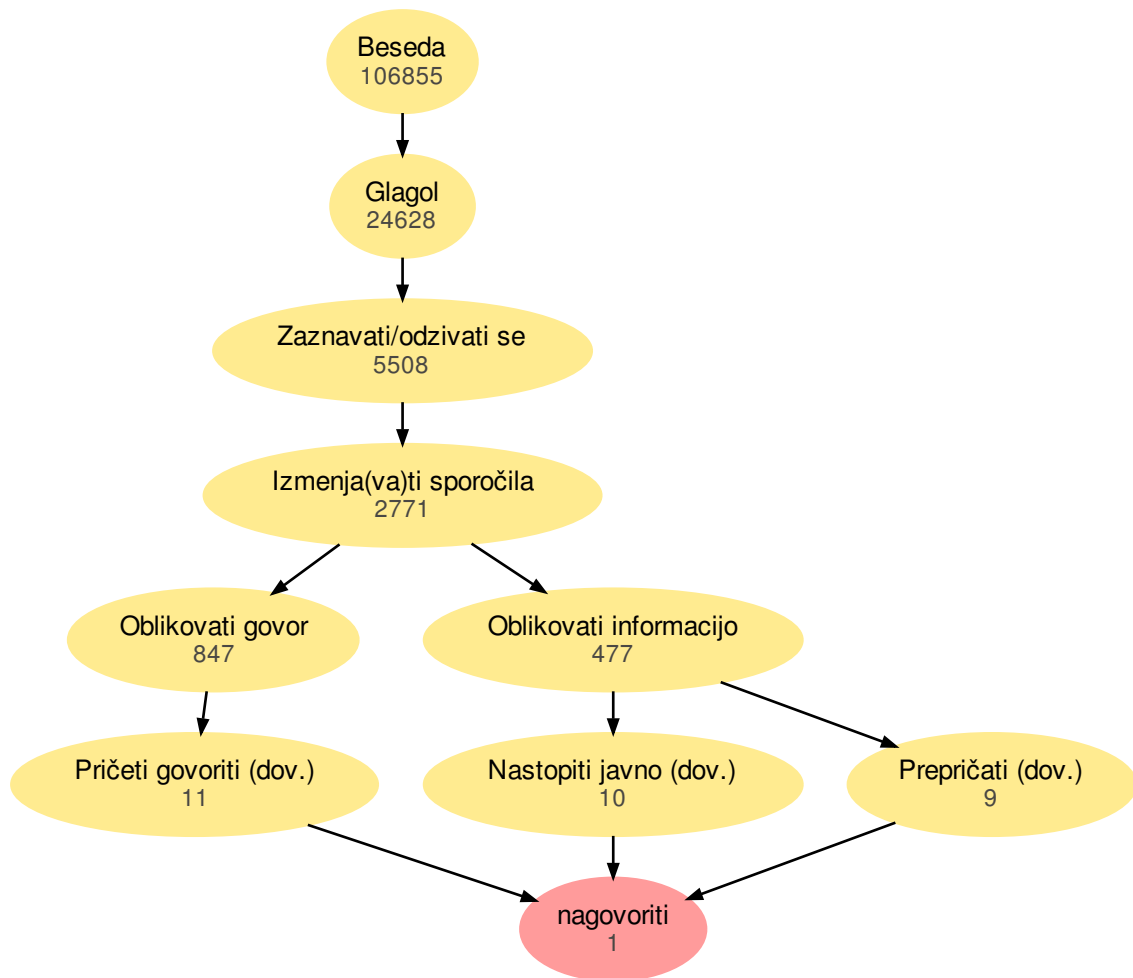 Beseda
106855
Glagol
24628
Zaznavati/odzivati se
5508
Izmenja(va)ti sporočila
2771
Oblikovati govor
847
Oblikovati informacijo
477
Pričeti govoriti (dov.)
11
Nastopiti javno (dov.)
10
Prepričati (dov.)
9
nagovoriti
1